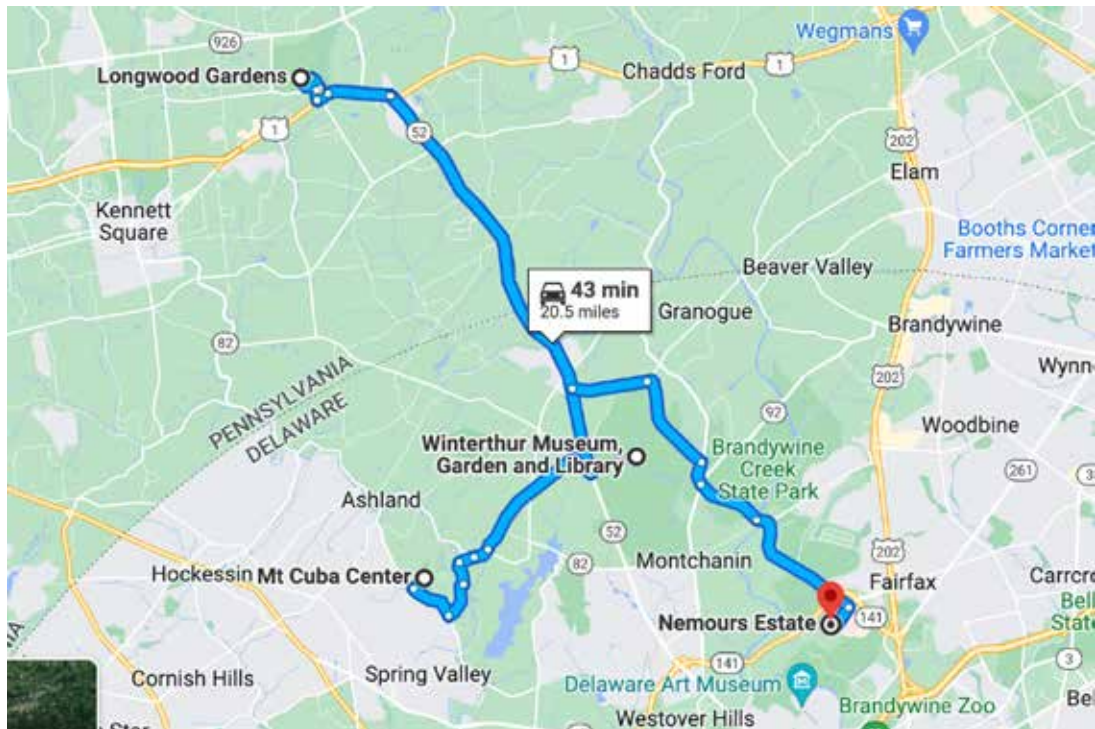 Wegmans
926
Longwood Gardens
1
Chadds Ford
1
52
1
202
Elam
Kennett
Square
Booths Corner
Farmers Market
Beaver Valley
43 min
20.5 miles
Granogue
Brandywine
82
PENNSYLVANIA
DELAWARE
202
92
Woodbine
Winterthur Museum,
Garden and Library
Brandywine
Creek
State Park
261
Ashland
52
82
202
Montchanin
Hockessin
Mt Cuba Center
Fairfax
Nemours Estate
141
141
3
Spring Valley
Cornish Hills
Delaware Art Museum
Brandywine Zoo
Westover Hills